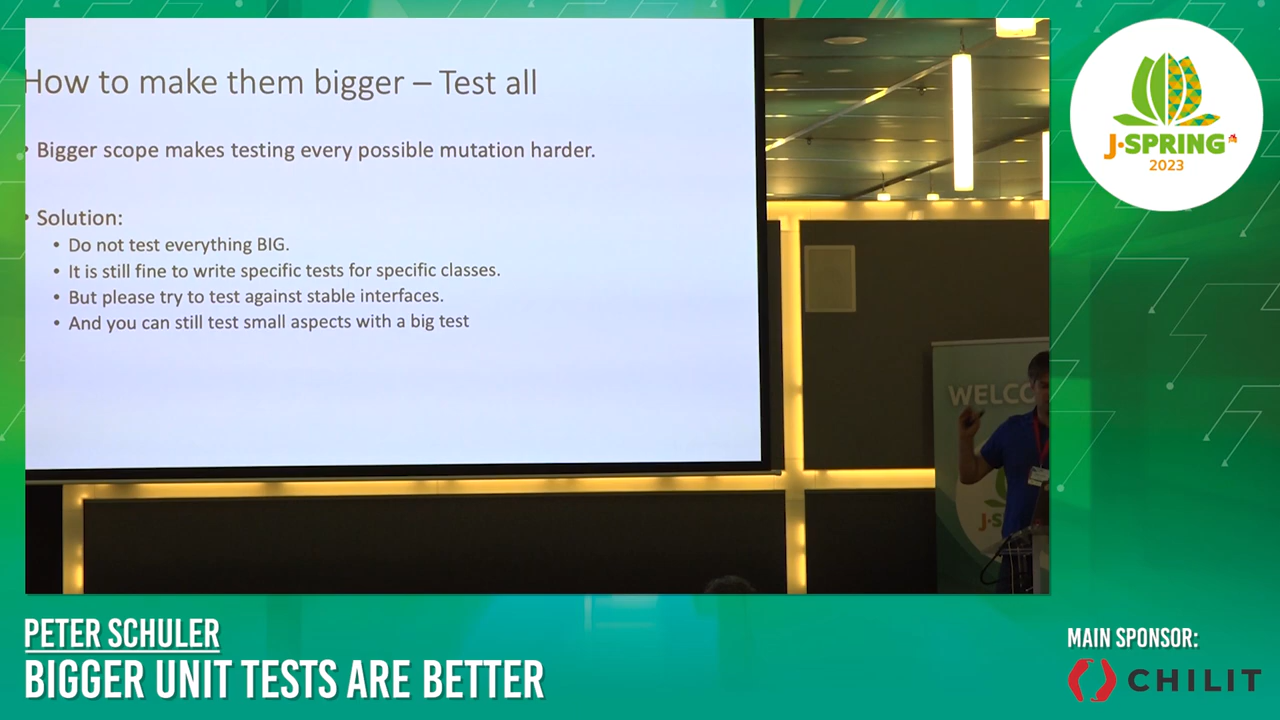 How to make them bigger – Test all
• Bigger scope makes testing every possible mutation harder.
• Solution:
• Do not test everything BIG.
• It is still fine to write specific tests for specific classes.
• But please try to test against stable interfaces.
• And you can still test small aspects with a big test
J·SPRING
2023
WELCO
J·S
PETER SCHULER
BIGGER UNIT TESTS ARE BETTER
MAIN SPONSOR:
CHILIT